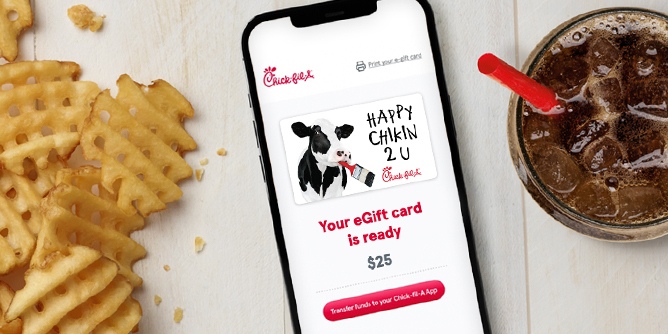 Chick-fil-A
Print your e-gift card
HAPPY
CHIKIN
2 U
Chick-fil-A
Your eGift card
is ready
$25
Transfer funds to your Chick-fil-A App